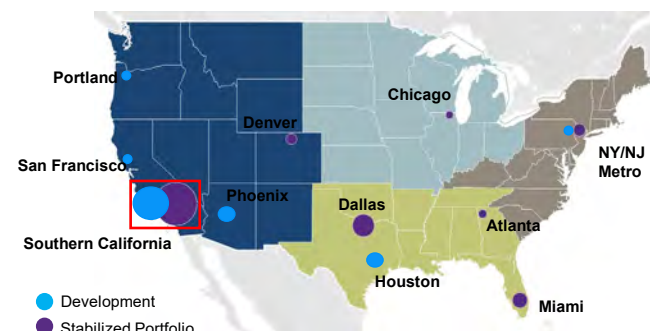 Portland
Chicago
Denver
San Francisco
NY/NJ
Metro
Phoenix
Dallas
Atlanta
Southern California
Houston
Miami
Development
Stabilized Portfolio